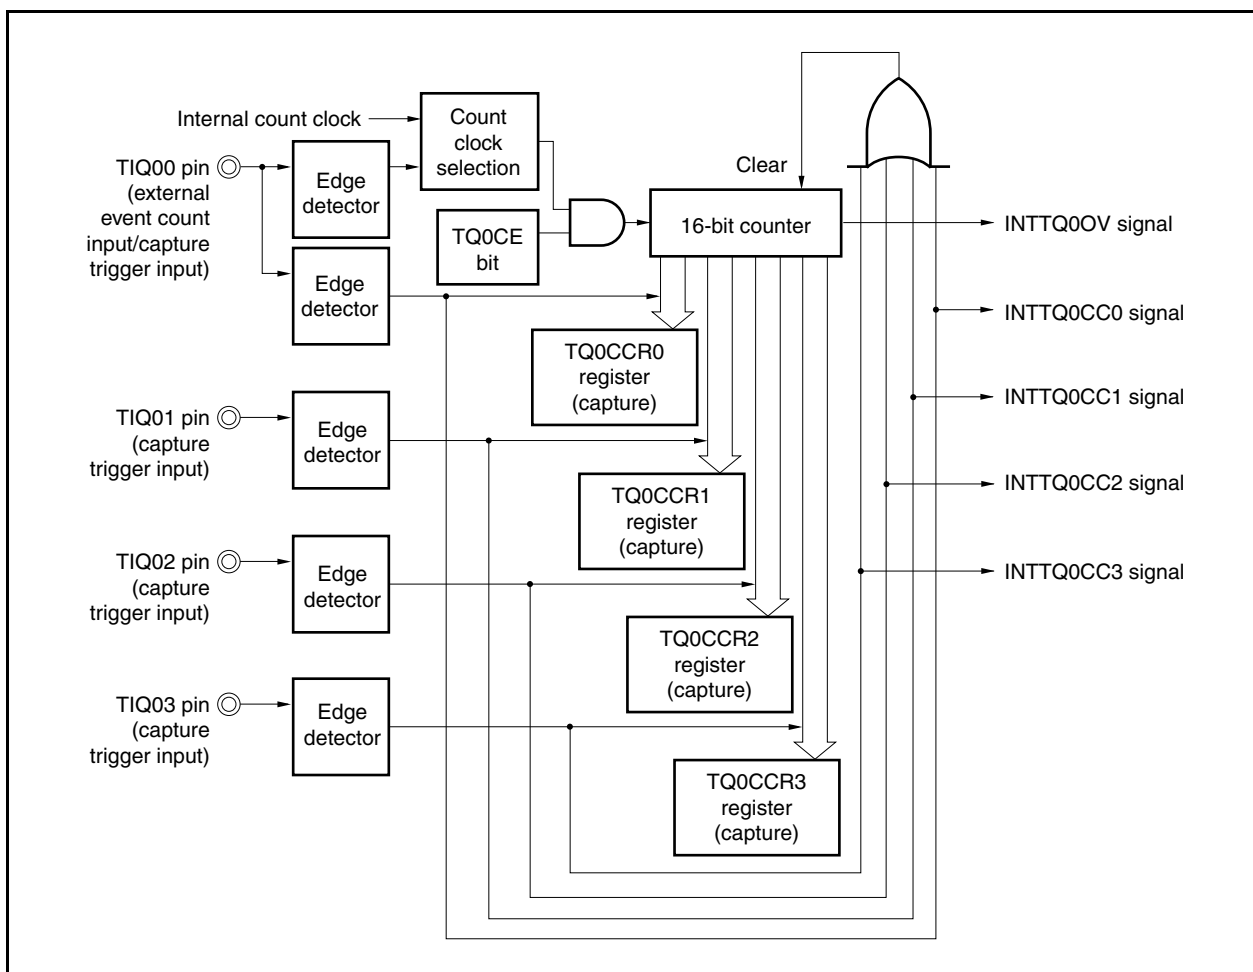 Internal count clock
Count
clock
selection
TIQ00 pin
(external
event count
input/capture
trigger input)
Edge
detector
TQ0CE
bit
Clear
16-bit counter
INTTQ0OV signal
Edge
detector
INTTQ0CC0 signal
TQ0CCR0
register
(capture)
TIQ01 pin
(capture
trigger input)
Edge
detector
INTTQ0CC1 signal
TQ0CCR1
register
(capture)
INTTQ0CC2 signal
TIQ02 pin
(capture
trigger input)
Edge
detector
INTTQ0CC3 signal
TQ0CCR2
register
(capture)
TIQ03 pin
(capture
trigger input)
Edge
detector
TQ0CCR3
register
(capture)